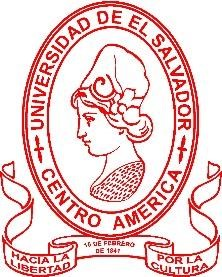 UNIVERSIDAD DE EL SALVADOR
CENTRO AMERICA
16 DE FEBRERO
DE 1841
HACIA LA
LIBERTAD
POR LA
CULTURA